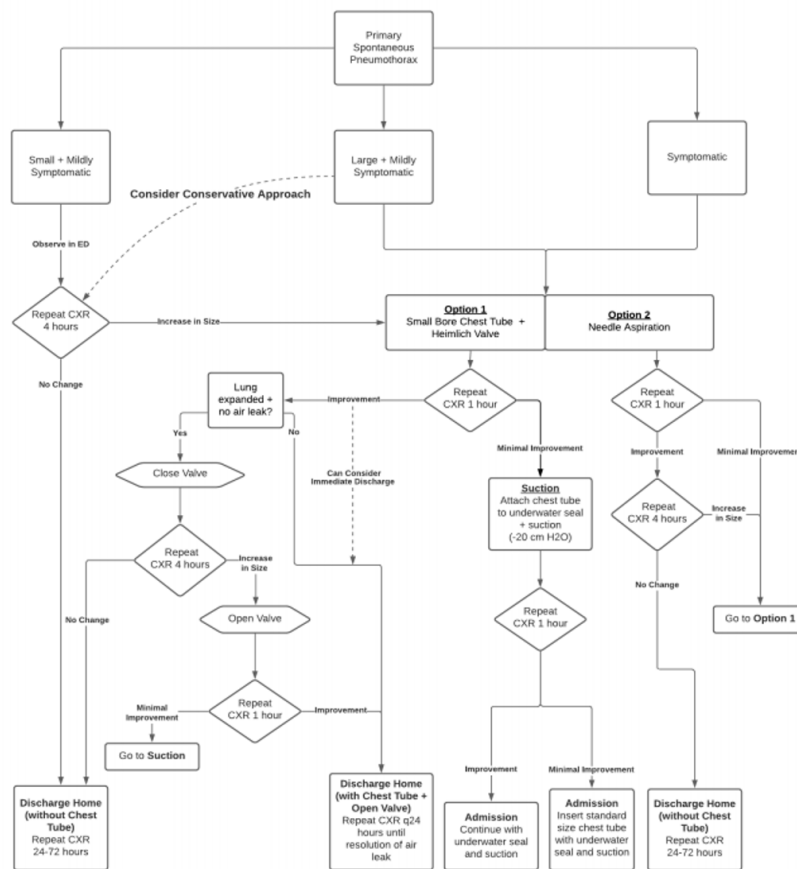 Primary
Spontaneous
Pneumothorax
Small + Mildly
Symptomatic
Large + Mildly
Symptomatic
Symptomatic
Consider Conservative Approach
Observe in ED
Repeat CXR
4 hours
Increase in Size
Option 1
Small Bore Chest Tube +
Heimlich Valve
Option 2
Needle Aspiration
No Change
Lung
expanded +
no air leak?
Improvement
Repeat
CXR 1 hour
Repeat
CXR 1 hour
Yes
No
Minimal Improvement
Improvement
Minimal Improvemen
Close Valve
Can Consider
Immediate Discharge
Suction
Attach chest tube
to underwater seal
+ suction
(-20 cm H2O)
Repeat
CXR 4 hours
Increase
in Size
Repeat
CXR 4 hours
Increase
in Size
No Change
No Change
Open Valve
Repeat
CXR 1 hour
Go to Option 1
Minimal
Improvement
Repeat
CXR 1 hour
Improvement
Go to Suction
Improvement
Minimal Improvement
Discharge Home
(without Chest
Tube)
Repeat CXR
24-72 hours
Discharge Home
(with Chest Tube +
Open Valve)
Repeat CXR q24
hours until
resolution of air
leak
Admission
Continue with
underwater seal
and suction
Admission
Insert standard
size chest tube
with underwater
seal and suction
Discharge Home
(without Chest
Tube)
Repeat CXR
24-72 hours